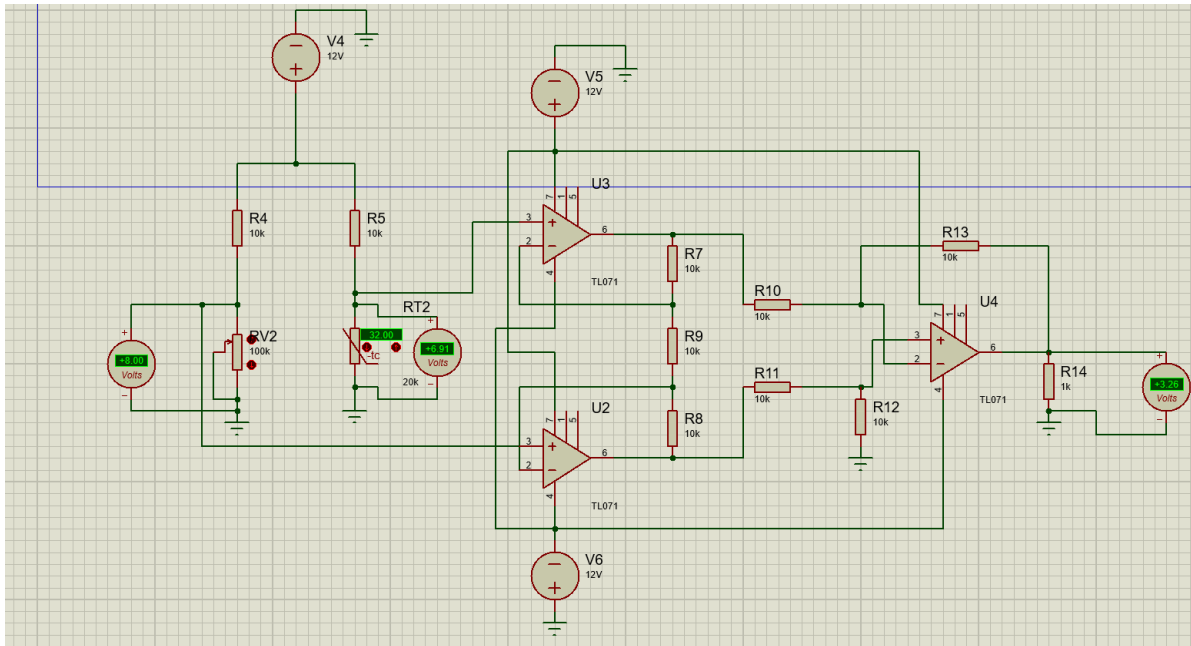 V4
12V
V5
12V
R4
10k
R5
10k
U3
7
1
5
3
2
6
4
TL071
R7
10k
R13
10k
R10
10k
U4
7
1
5
3
2
6
4
TL071
+
+8.00
Volts
−
RV2
100k
RT2
32.00
-tc
20k
+
+6.91
Volts
−
R9
10k
R11
10k
R12
10k
R14
1k
+
+3.26
Volts
−
U2
7
1
5
3
2
6
4
TL071
R8
10k
V6
12V